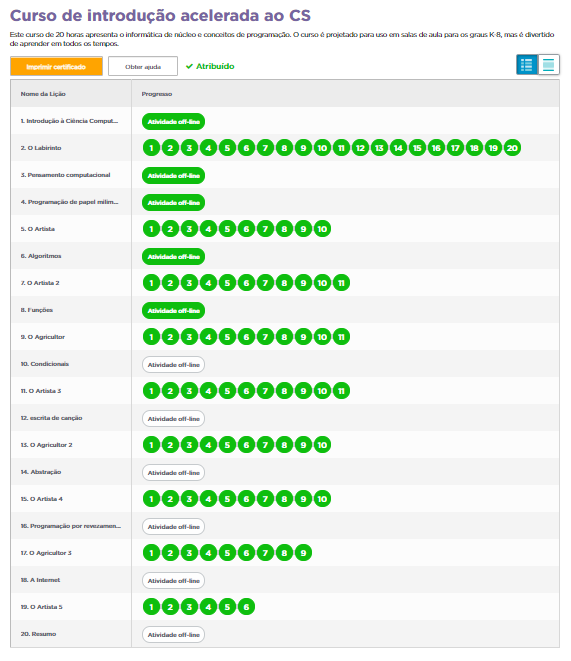 Curso de introdução acelerada ao CS
Este curso de 20 horas apresenta o informática de núcleo e conceitos de programação. O curso é projetado para uso em salas de aula para os graus K-8, mas é divertido
de aprender em todos os tempos.
Imprimir certificado Obter ajuda ✓ Atribuído
Nome da Lição Progresso
1. Introdução à Ciência Comput... Atividade off-line
2. O Labirinto 1 2 3 4 5 6 7 8 9 10 11 12 13 14 15 16 17 18 19 20
3. Pensamento computacional Atividade off-line
4. Programação de papel milim... Atividade off-line
5. O Artista 1 2 3 4 5 6 7 8 9 10
6. Algoritmos Atividade off-line
7. O Artista 2 1 2 3 4 5 6 7 8 9 10 11
8. Funções Atividade off-line
9. O Agricultor 1 2 3 4 5 6 7 8 9 10 11
10. Condicionais Atividade off-line
11. O Artista 3 1 2 3 4 5 6 7 8 9 10 11
12. escrita de canção Atividade off-line
13. O Agricultor 2 1 2 3 4 5 6 7 8 9 10
14. Abstração Atividade off-line
15. O Artista 4 1 2 3 4 5 6 7 8 9 10
16. Programação por revezamen... Atividade off-line
17. O Agricultor 3 1 2 3 4 5 6 7 8 9
18. A Internet Atividade off-line
19. O Artista 5 1 2 3 4 5 6
20. Resumo Atividade off-line